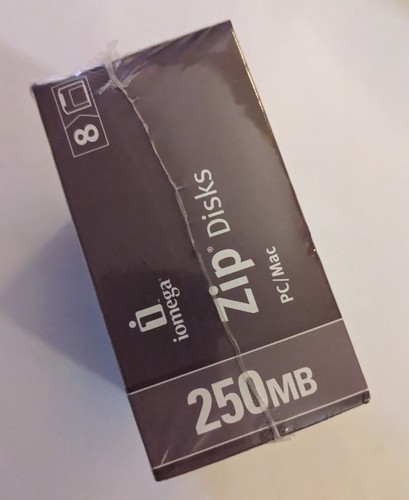 8
iomega®
Zip® Disks
PC/Mac
250MB